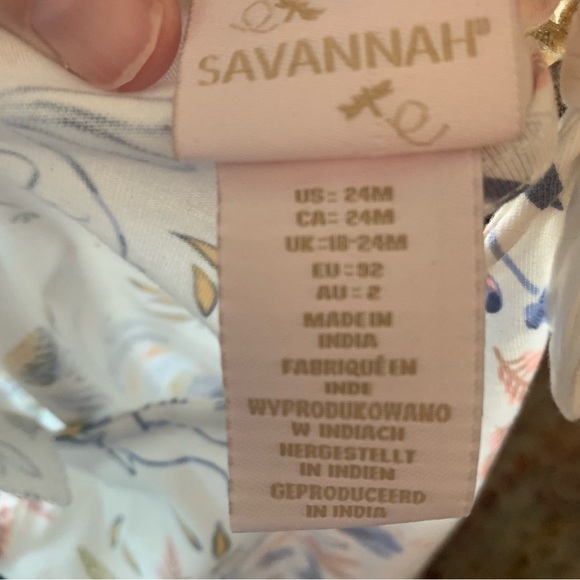 SAVANNAH
US= 24M
CA= 24M
UK=18-24M
EU=92
AU=2
MADE IN
INDIA
FABRIQUÉ EN
INDE
WYPRODUKOWANO
W INDIACH
HERGESTELLT
IN INDIEN
GEPRODUCEERD
IN INDIA